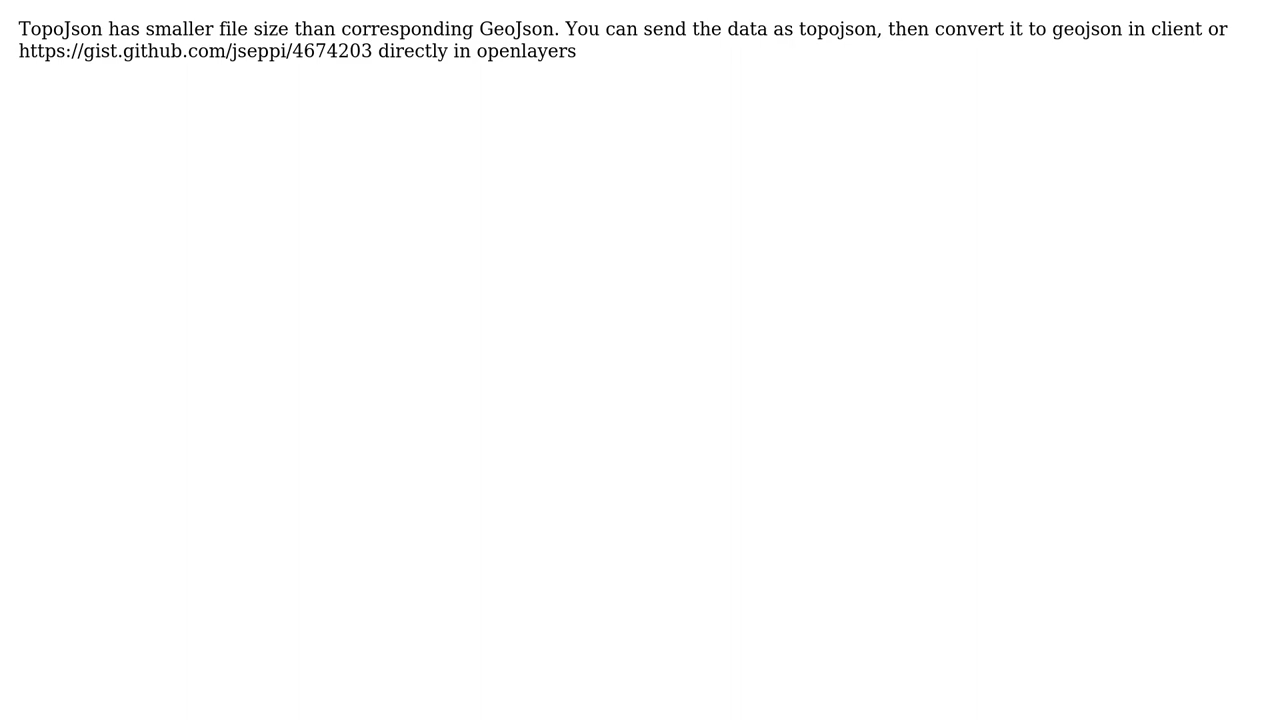 TopoJson has smaller file size than corresponding GeoJson. You can send the data as topojson, then convert it to geojson in client or
https://gist.github.com/jseppi/4674203 directly in openlayers